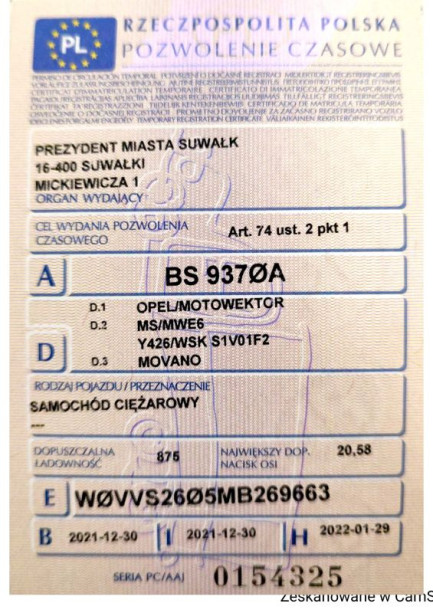 PL
RZECZPOSPOLITA POLSKA
POZWOLENIE CZASOWE
PREZYDENT MIASTA SUWAŁK
16-400 SUWAŁKI
MICKIEWICZA 1
ORGAN WYDAJĄCY
CEL WYDANIA POZWOLENIA CZASOWEGO
Art. 74 ust. 2 pkt 1
A BS 937ØA
D.1 OPEL/MOTOWEKTOR
D.2 MS/MWE6
Y426/WSK S1V01F2
D
D.3 MOVANO
RODZAJ POJAZDU / PRZEZNACZENIE
SAMOCHÓD CIĘŻAROWY
---
DOPUSZCZALNA ŁADOWNOŚĆ 875 NAJWIĘKSZY DOP. NACISK OSI 20,58
E WØVVS26Ø5MB269663
B 2021-12-30 I 2021-12-30 H 2022-01-29
SERIA PC/AAJ 0154325
Zeskanowane w CamS